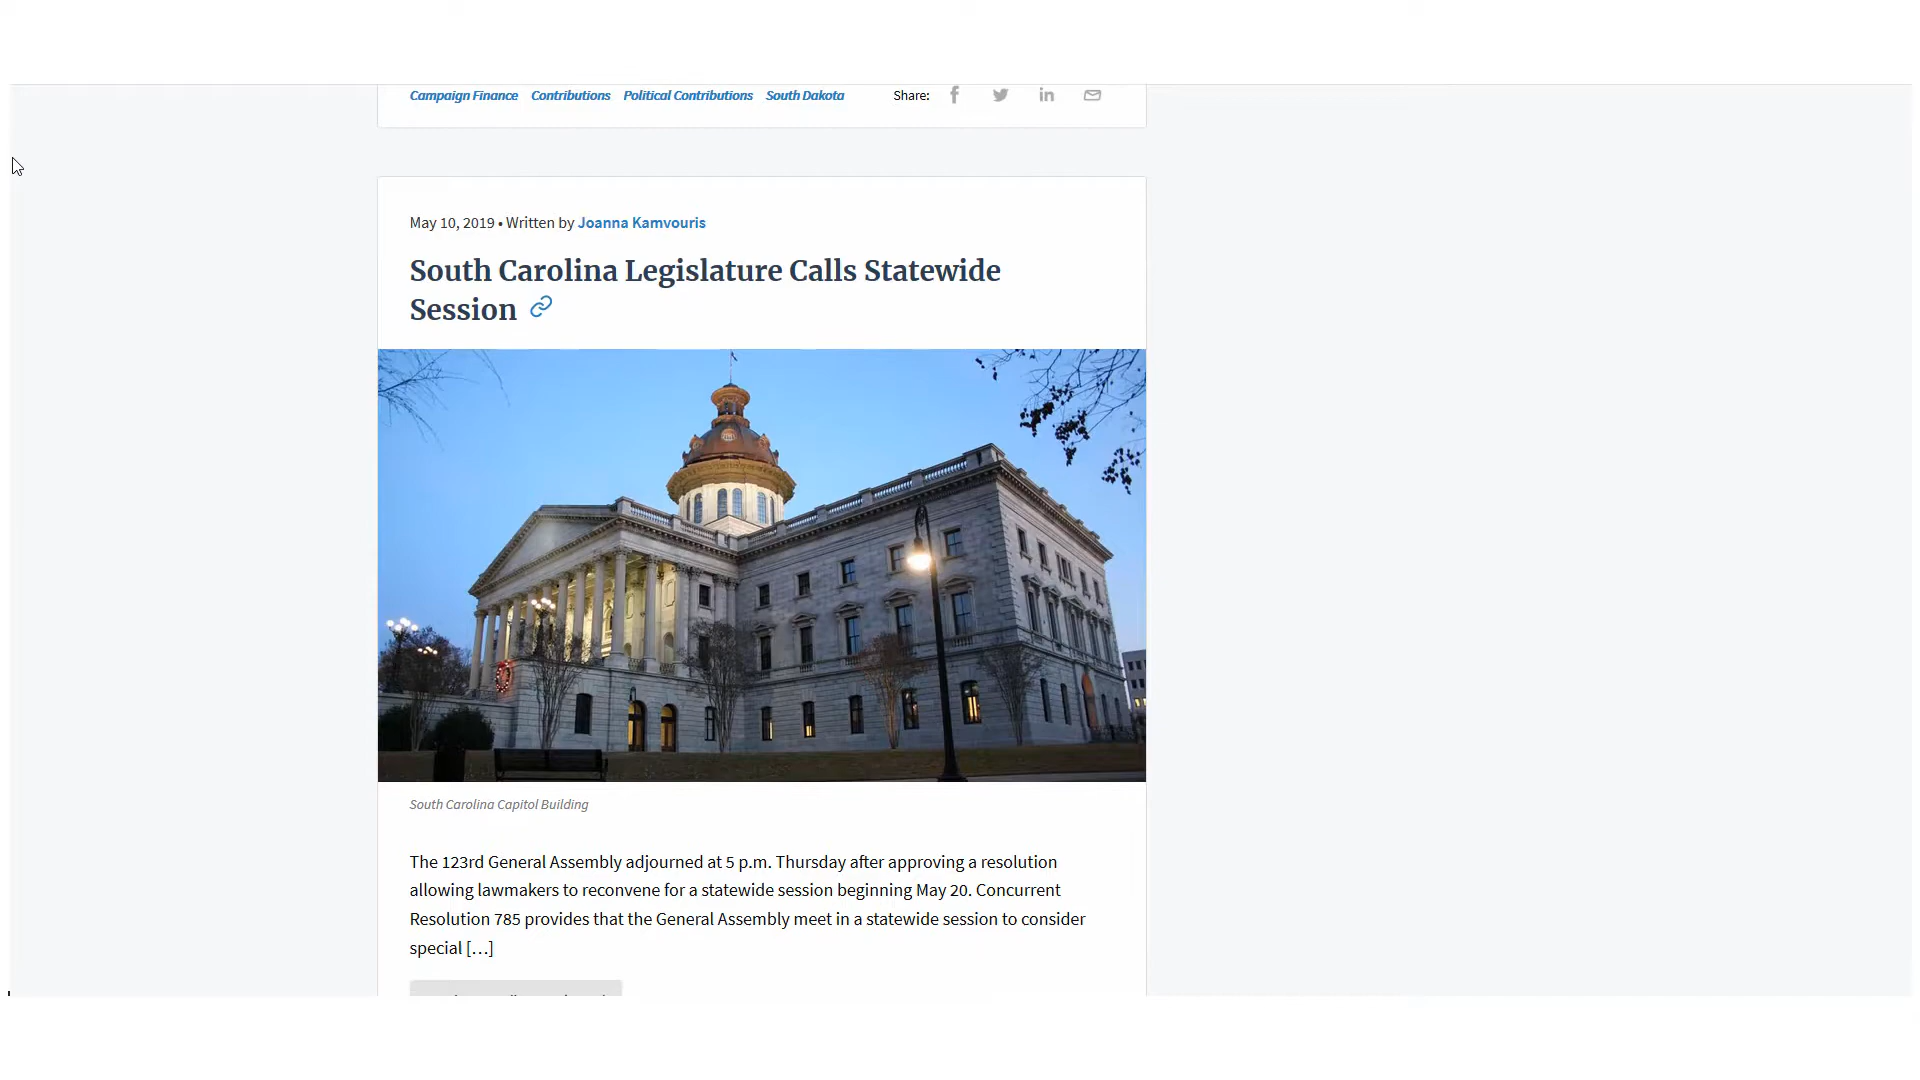 Campaign Finance Contributions Political Contributions South Dakota Share:
May 10, 2019 • Written by Joanna Kamvouris
South Carolina Legislature Calls Statewide
Session
South Carolina Capitol Building
The 123rd General Assembly adjourned at 5 p.m. Thursday after approving a resolution
allowing lawmakers to reconvene for a statewide session beginning May 20. Concurrent
Resolution 785 provides that the General Assembly meet in a statewide session to consider
special […]